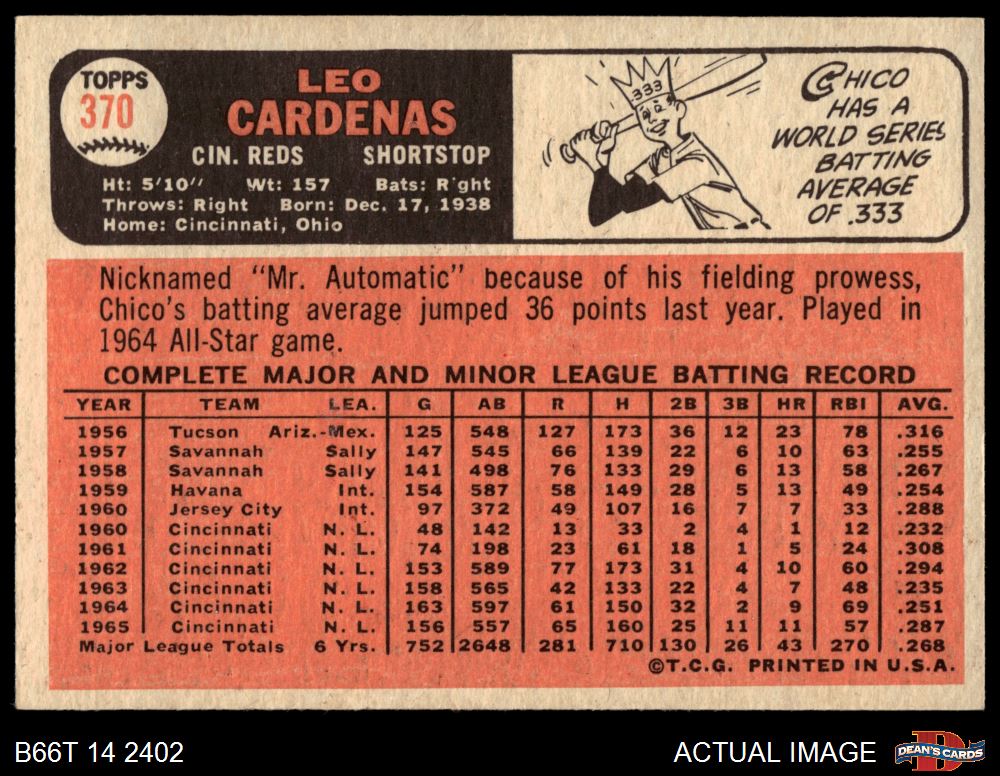 TOPPS
370
LEO
CARDENAS
CIN. REDS SHORTSTOP
Ht: 5'10" Wt: 157 Bats: Right
Throws: Right Born: Dec. 17, 1938
Home: Cincinnati, Ohio
.333
CHICO
HAS A
WORLD SERIES
BATTING
AVERAGE
OF .333
Nicknamed "Mr. Automatic" because of his fielding prowess,
Chico's batting average jumped 36 points last year. Played in
1964 All-Star game.
COMPLETE MAJOR AND MINOR LEAGUE BATTING RECORD
YEAR TEAM LEA. G AB R H 2B 3B HR RBI AVG.
1956 Tucson Ariz.-Mex. 125 548 127 173 36 12 23 78 .316
1957 Savannah Sally 147 545 66 139 22 6 10 63 .255
1958 Savannah Sally 141 498 76 133 29 6 13 58 .267
1959 Havana Int. 154 587 58 149 28 5 13 49 .254
1960 Jersey City Int. 97 372 49 107 16 7 7 33 .288
1960 Cincinnati N. L. 48 142 13 33 2 4 1 12 .232
1961 Cincinnati N. L. 74 198 23 61 18 1 5 24 .308
1962 Cincinnati N. L. 153 589 77 173 31 4 10 60 .294
1963 Cincinnati N. L. 158 565 42 133 22 4 7 48 .235
1964 Cincinnati N. L. 163 597 61 150 32 2 9 69 .251
1965 Cincinnati N. L. 156 557 65 160 25 11 11 57 .287
Major League Totals 6 Yrs. 752 2648 281 710 130 26 43 270 .268
©T.C.G. PRINTED IN U.S.A.
B66T 14 2402
ACTUAL IMAGE
DEAN'S CARDS